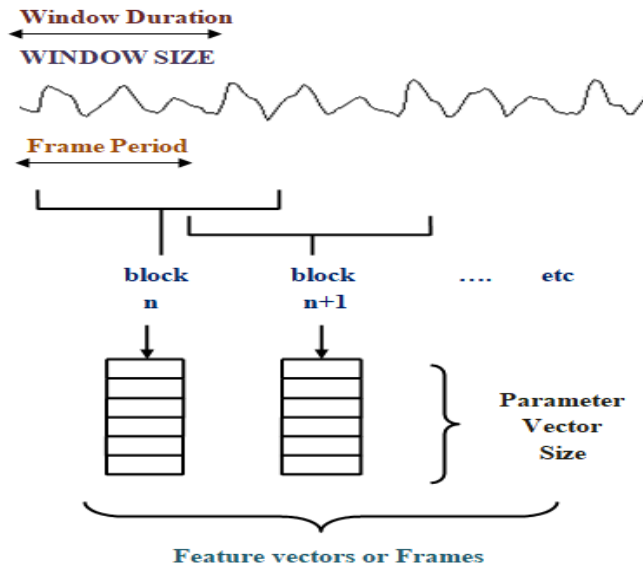 Window Duration
WINDOW SIZE
Frame Period
block block .... etc
n n+1
Parameter
Vector
Size
Feature vectors or Frames